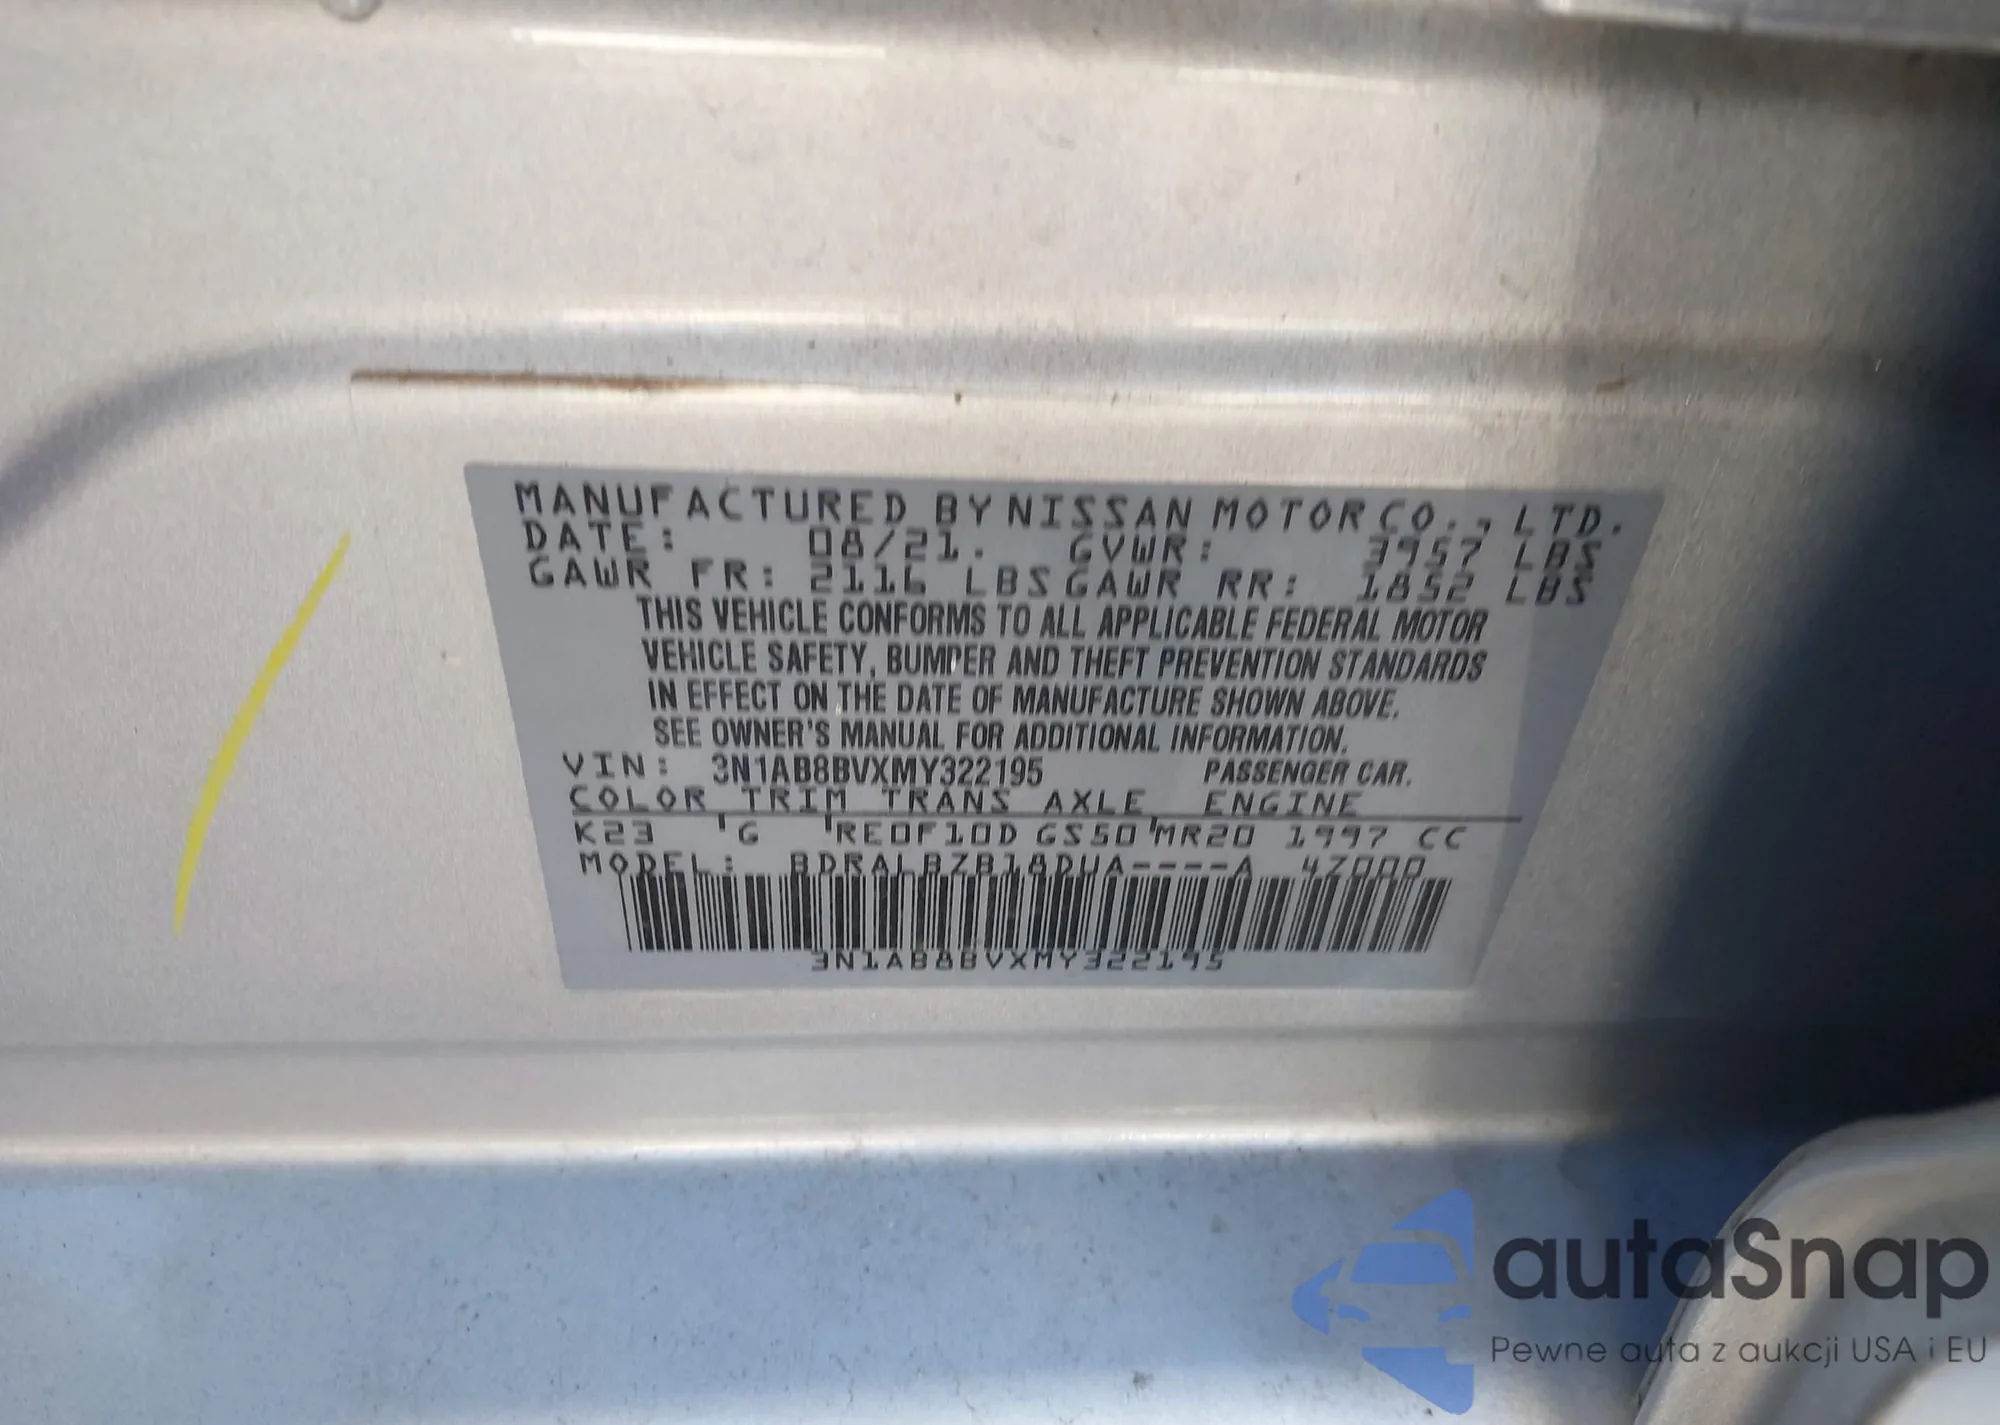 MANUFACTURED BY NISSAN MOTOR CO., LTD.
DATE: 08/21. GVWR: 3957 LBS
GAWR FR: 2116 LBS GAWR RR: 1852 LBS
THIS VEHICLE CONFORMS TO ALL APPLICABLE FEDERAL MOTOR
VEHICLE SAFETY, BUMPER AND THEFT PREVENTION STANDARDS
IN EFFECT ON THE DATE OF MANUFACTURE SHOWN ABOVE.
SEE OWNER'S MANUAL FOR ADDITIONAL INFORMATION.
VIN: 3N1AB8BVXMY322195 PASSENGER CAR.
COLOR TRIM TRANS AXLE ENGINE
K23 'G 'RE0F10D GS50'MR20 1997 CC
MODEL: BDRALBZB18DUA----A 4Z000
3N1AB8BVXMY322195
autaSnap
Pewne auta z aukcji USA i EU